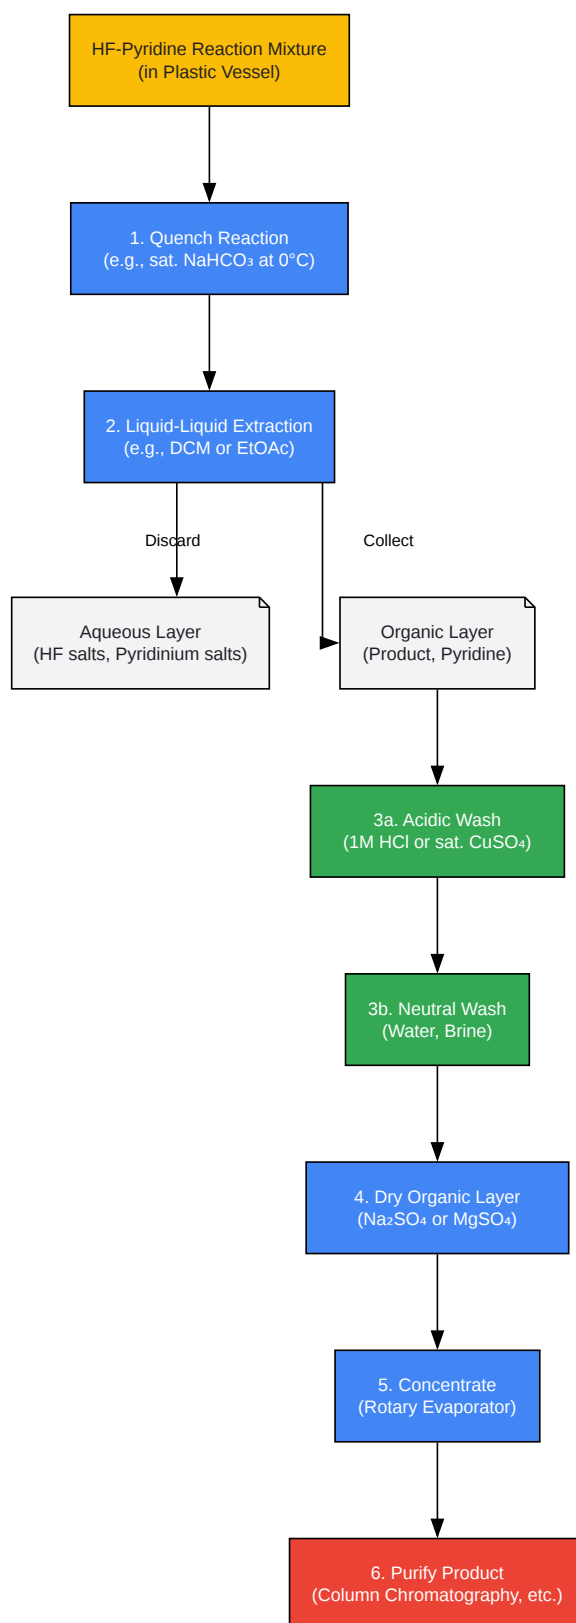 HF-Pyridine Reaction Mixture
(in Plastic Vessel)
1. Quench Reaction
(e.g., sat. NaHCO₃ at 0°C)
2. Liquid-Liquid Extraction
(e.g., DCM or EtOAc)
Discard
Collect
Aqueous Layer
(HF salts, Pyridinium salts)
Organic Layer
(Product, Pyridine)
3a. Acidic Wash
(1M HCl or sat. CuSO₄)
3b. Neutral Wash
(Water, Brine)
4. Dry Organic Layer
(Na₂SO₄ or MgSO₄)
5. Concentrate
(Rotary Evaporator)
6. Purify Product
(Column Chromatography, etc.)